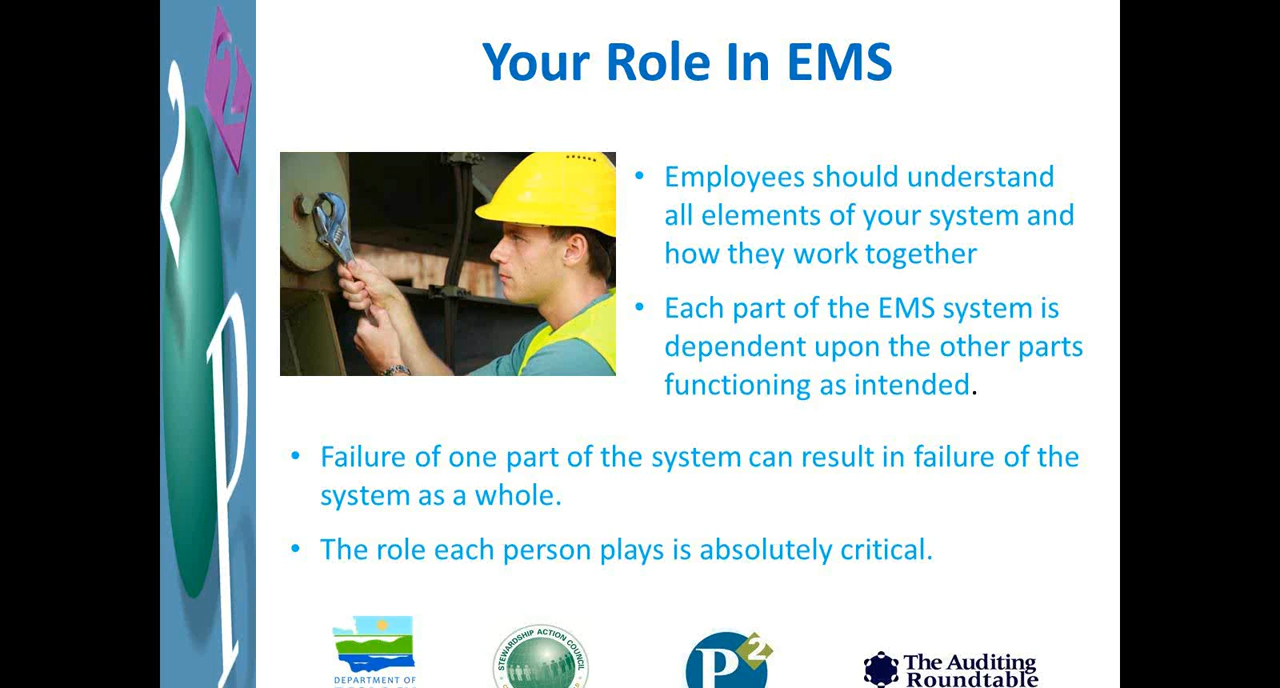 Your Role In EMS
• Employees should understand
all elements of your system and
how they work together
• Each part of the EMS system is
dependent upon the other parts
functioning as intended.
• Failure of one part of the system can result in failure of the
system as a whole.
• The role each person plays is absolutely critical.
2
P
DEPARTMENT OF
STEWARDSHIP ACTION COUNCIL
P2
The Auditing
Roundtable